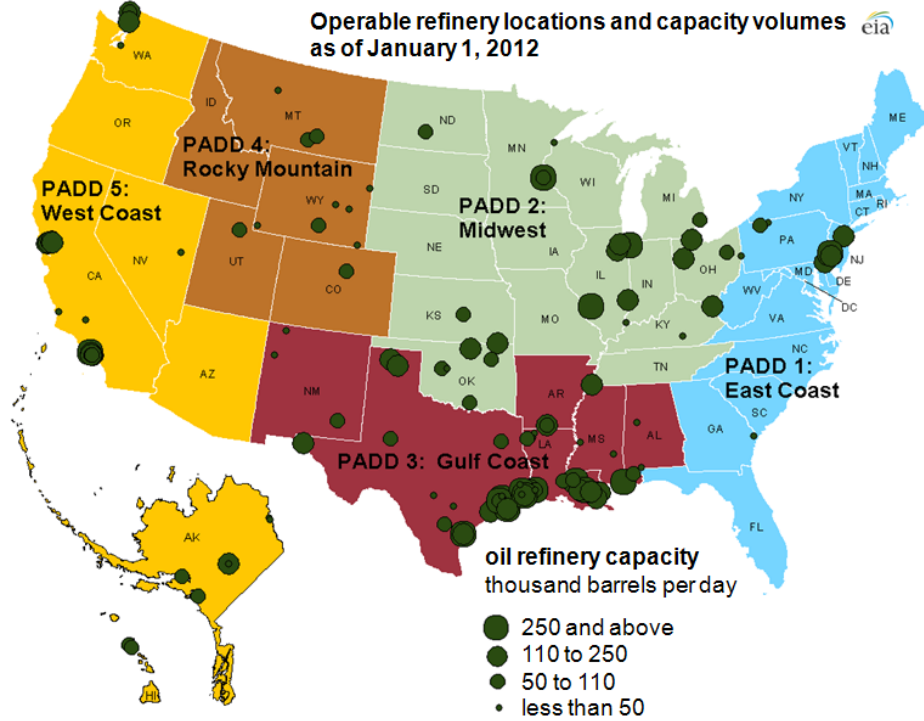 Operable refinery locations and capacity volumes
as of January 1, 2012
eia
WA
OR
ID
MT
ND
MN
WI
MI
ME
VT
NH
NY
MA
RI
CT
PADD 4:
Rocky Mountain
PADD 5:
West Coast
PADD 2:
Midwest
SD
WY
NE
IA
PA
NJ
OH
IN
IL
MD
DE
DC
WV
VA
CA
NV
UT
CO
KS
MO
KY
NC
TN
PADD 1:
East Coast
AZ
NM
OK
AR
SC
GA
AL
MS
LA
PADD 3: Gulf Coast
FL
AK
HI
oil refinery capacity
thousand barrels per day
250 and above
110 to 250
50 to 110
less than 50